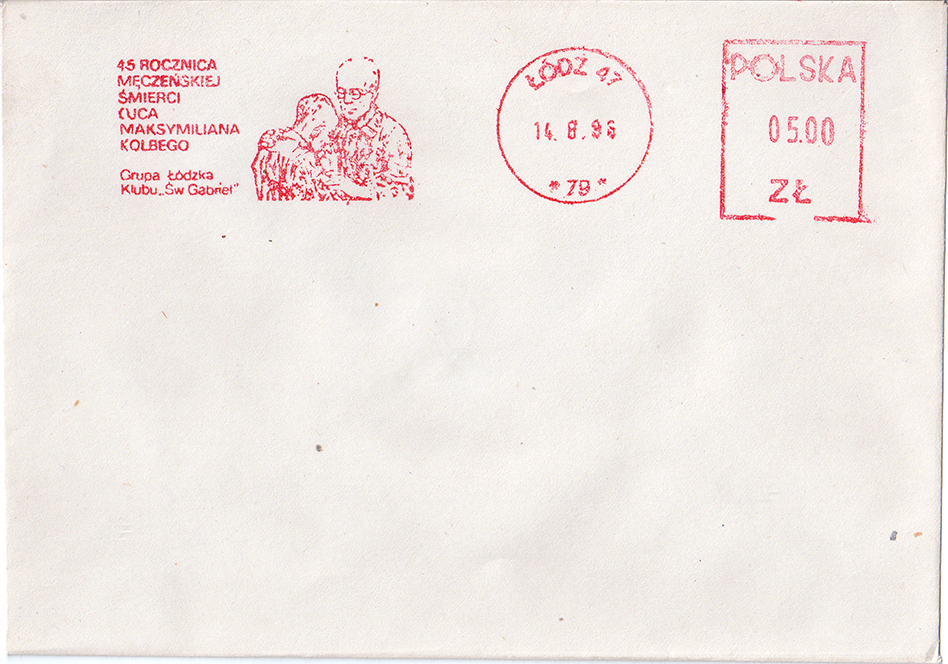 45 ROCZNICA
MĘCZEŃSKIEJ
ŚMIERCI
OJCA
MAKSYMILIANA
KOLBEGO
Grupa Łódzka
Klubu„Św Gabriel"
ŁÓDŹ 47
14. 8. 86
* 79 *
POLSKA
05.00
ZŁ